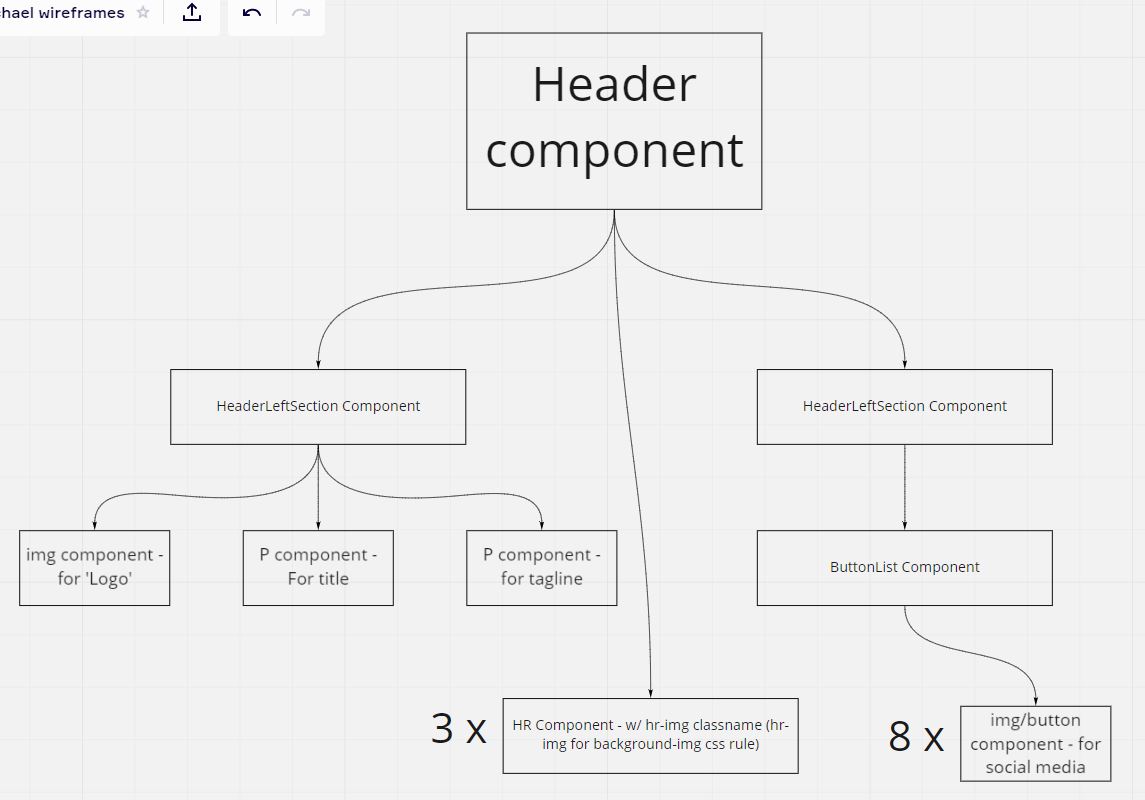 chael wireframes
Header
component
HeaderLeftSection Component
HeaderLeftSection Component
img component -
for 'Logo'
P component -
For title
P component -
for tagline
ButtonList Component
3 x
HR Component - w/ hr-img classname (hr-
img for background-img css rule)
8 x
img/button
component - for
social media